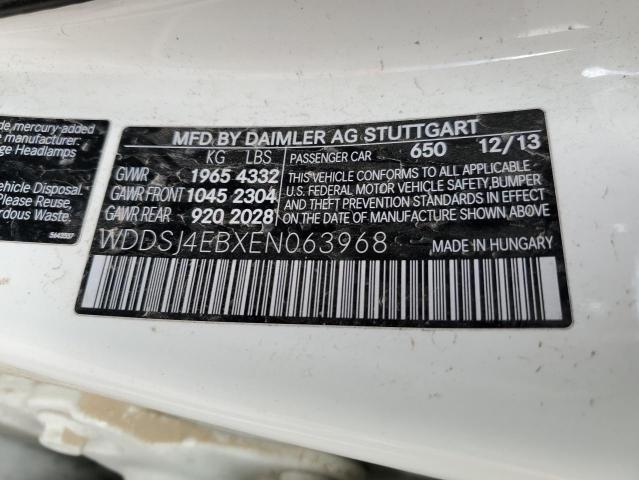 de, mercury-added
ge Headlamps
ehicle Disposal.
Please Reuse,
rdous Waste.
MFD. BY DAIMLER AG STUTTGART
KG LBS PASSENGER CAR 650 12/13
GVWR 1965 4332 THIS VEHICLE CONFORMS TO ALL APPLICABLE
GAWR FRONT 1045 2304 U.S. FEDERAL MOTOR VEHICLE SAFETY, BUMPER
GAWR REAR 920 2028 AND THEFT PREVENTION STANDARDS IN EFFECT
ON THE DATE OF MANUFACTURE SHOWN ABOVE.
WDDSJ4EBXEN063968 MADE IN HUNGARY